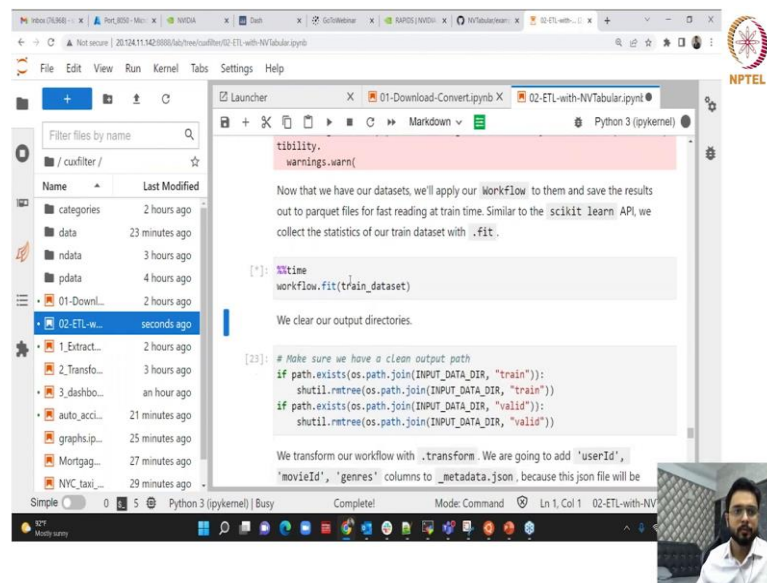 Inbox (76,968) -
Port_8050 - Micr
NVIDIA
Dash
GoToWebinar
RAPIDS | NVIDI
NVTabular/exam
02-ETL-with-
Not secure | 20.124.11.142:8888/lab/tree/cuxfilter/02-ETL-with-NVTabular.ipynb
NPTEL
File Edit View Run Kernel Tabs Settings Help
Launcher
01-Download-Convert.ipynb
02-ETL-with-NVTabular.ipynb
Markdown
Python 3 (ipykernel)
Filter files by name
/ cuxfilter /
Name Last Modified
categories 2 hours ago
data 23 minutes ago
ndata 3 hours ago
pdata 4 hours ago
01-Downl... 2 hours ago
02-ETL-w... seconds ago
1_Extract... 2 hours ago
2_Transfo... 3 hours ago
3_dashbo... an hour ago
auto_acci... 21 minutes ago
graphs.ip... 25 minutes ago
Mortgag... 27 minutes ago
NYC_taxi_... 29 minutes ago
tibility.
warnings.warn(
Now that we have our datasets, we'll apply our Workflow to them and save the results
out to parquet files for fast reading at train time. Similar to the scikit learn API, we
collect the statistics of our train dataset with .fit .
[*]: %%time
workflow.fit(train_dataset)
We clear our output directories.
[23]: # Make sure we have a clean output path
if path.exists(os.path.join(INPUT_DATA_DIR, "train")):
shutil.rmtree(os.path.join(INPUT_DATA_DIR, "train"))
if path.exists(os.path.join(INPUT_DATA_DIR, "valid")):
shutil.rmtree(os.path.join(INPUT_DATA_DIR, "valid"))
We transform our workflow with .transform . We are going to add 'userId',
'movieId', 'genres' columns to _metadata.json , because this json file will be
Simple 0 5 Python 3 (ipykernel) | Busy Complete! Mode: Command Ln 1, Col 1 02-ETL-with-NV
92°F
Mostly sunny